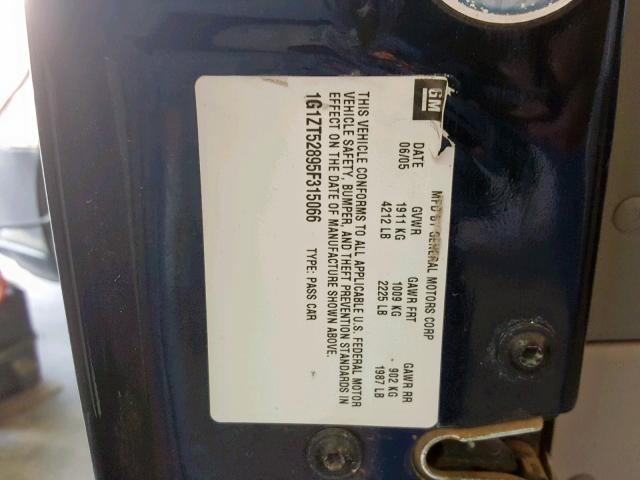 GM
MFD BY GENERAL MOTORS CORP
DATE GVWR GAWR FRT GAWR RR
06/05 1911 KG 1009 KG 902 KG
4212 LB 2225 LB 1987 LB
THIS VEHICLE CONFORMS TO ALL APPLICABLE U.S. FEDERAL MOTOR
VEHICLE SAFETY, BUMPER, AND THEFT PREVENTION STANDARDS IN
EFFECT ON THE DATE OF MANUFACTURE SHOWN ABOVE.
1G1ZT52895F315066 TYPE: PASS CAR